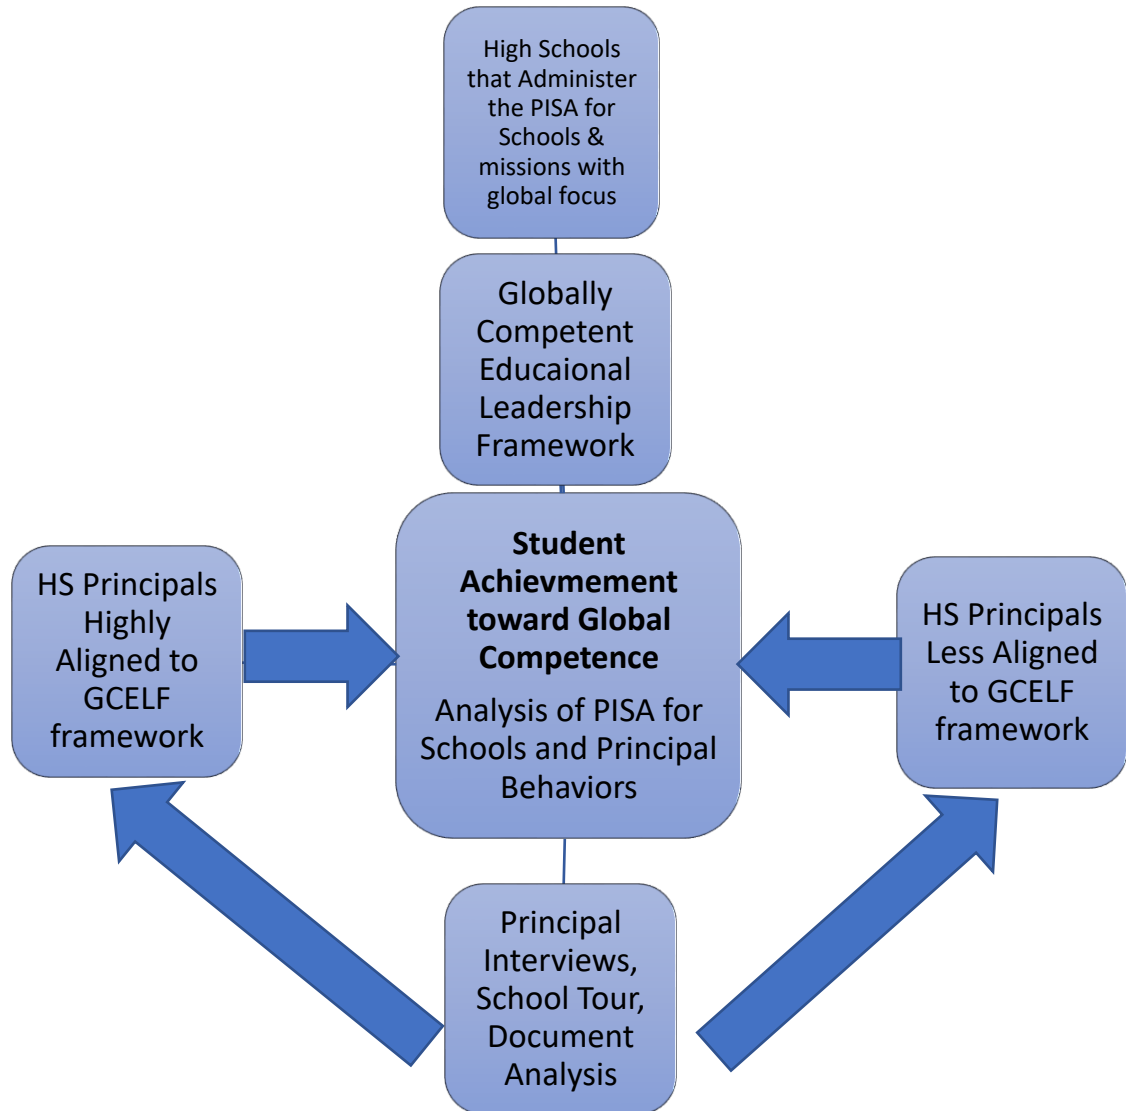 High Schools
that Administer
the PISA for
Schools &
missions with
global focus
Globally
Competent
Educaional
Leadership
Framework
Student
Achievmement
toward Global
Competence
Analysis of PISA for
Schools and Principal
Behaviors
HS Principals
Highly
Aligned to
GCELF
framework
HS Principals
Less Aligned
to GCELF
framework
Principal
Interviews,
School Tour,
Document
Analysis